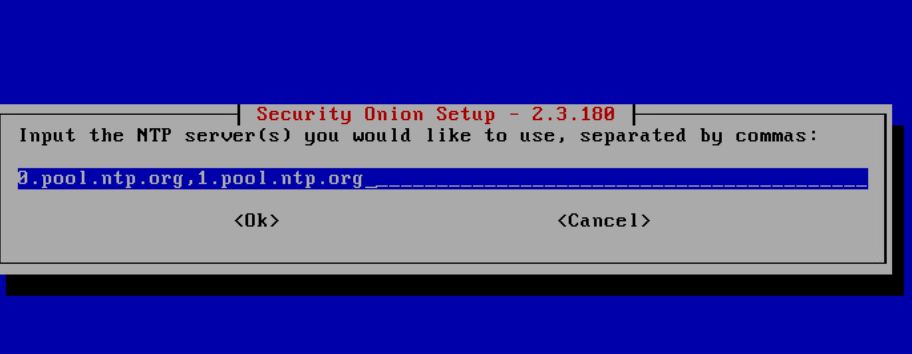 Security Onion Setup - 2.3.180
Input the NTP server(s) you would like to use, separated by commas:
0.pool.ntp.org,1.pool.ntp.org
<Ok> <Cancel>